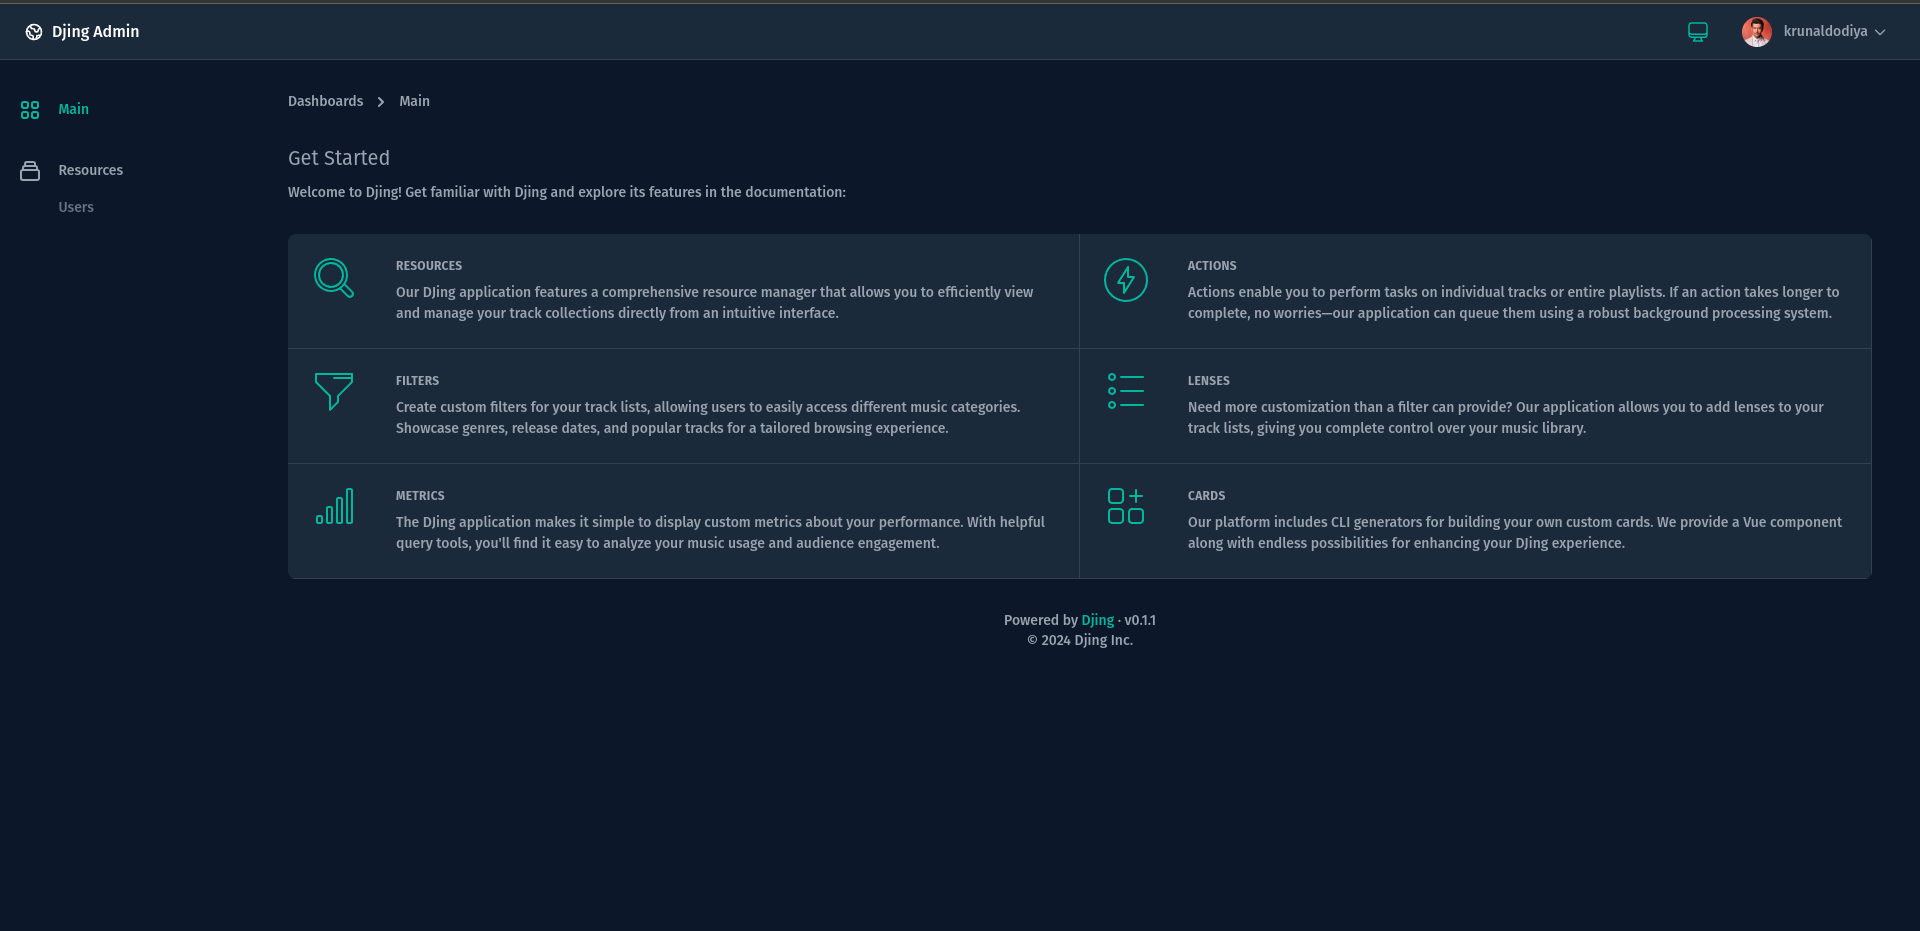 Djing Admin
krunaldodiya
Main
Resources
Users
Dashboards
Main
Get Started
Welcome to Djing! Get familiar with Djing and explore its features in the documentation:
RESOURCES
Our DJing application features a comprehensive resource manager that allows you to efficiently view
and manage your track collections directly from an intuitive interface.
ACTIONS
Actions enable you to perform tasks on individual tracks or entire playlists. If an action takes longer to
complete, no worries—our application can queue them using a robust background processing system.
FILTERS
Create custom filters for your track lists, allowing users to easily access different music categories.
Showcase genres, release dates, and popular tracks for a tailored browsing experience.
LENSES
Need more customization than a filter can provide? Our application allows you to add lenses to your
track lists, giving you complete control over your music library.
METRICS
The DJing application makes it simple to display custom metrics about your performance. With helpful
query tools, you'll find it easy to analyze your music usage and audience engagement.
CARDS
Our platform includes CLI generators for building your own custom cards. We provide a Vue component
along with endless possibilities for enhancing your DJing experience.
Powered by Djing · v0.1.1
© 2024 Djing Inc.